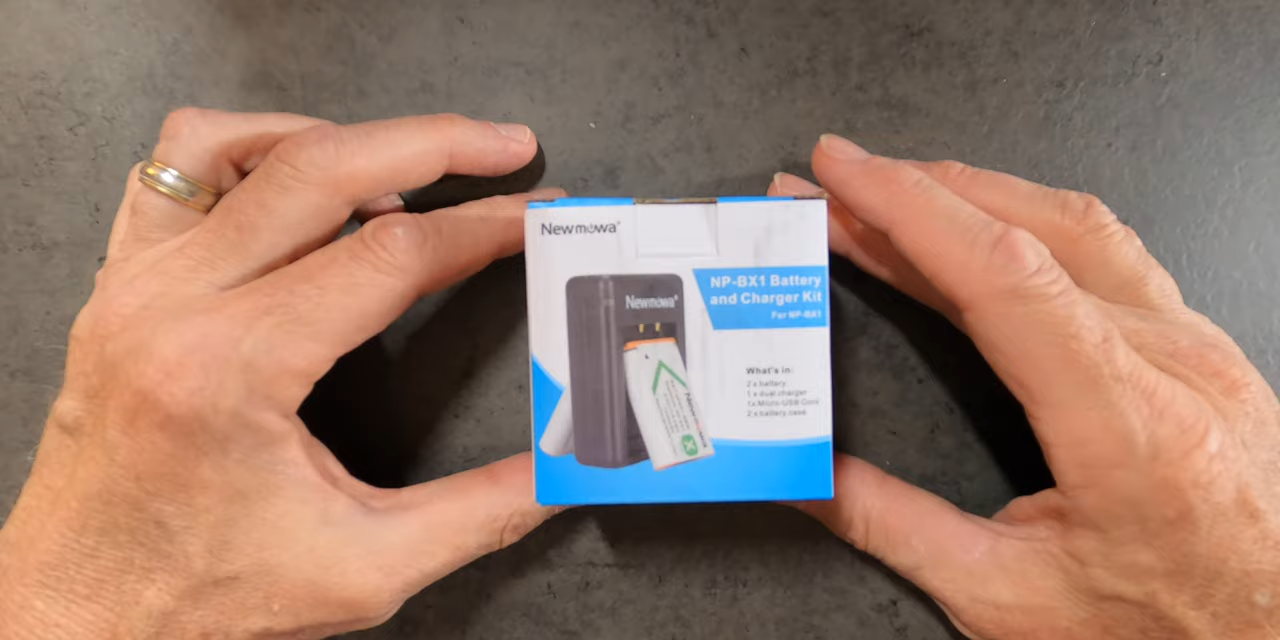 Newmowa®
NP-BX1 Battery
and Charger Kit
For NP-BX1
Newmowa®
What's in:
2 x battery
1 x dual charger
1x Micro-USB Cord
2 x battery case
X